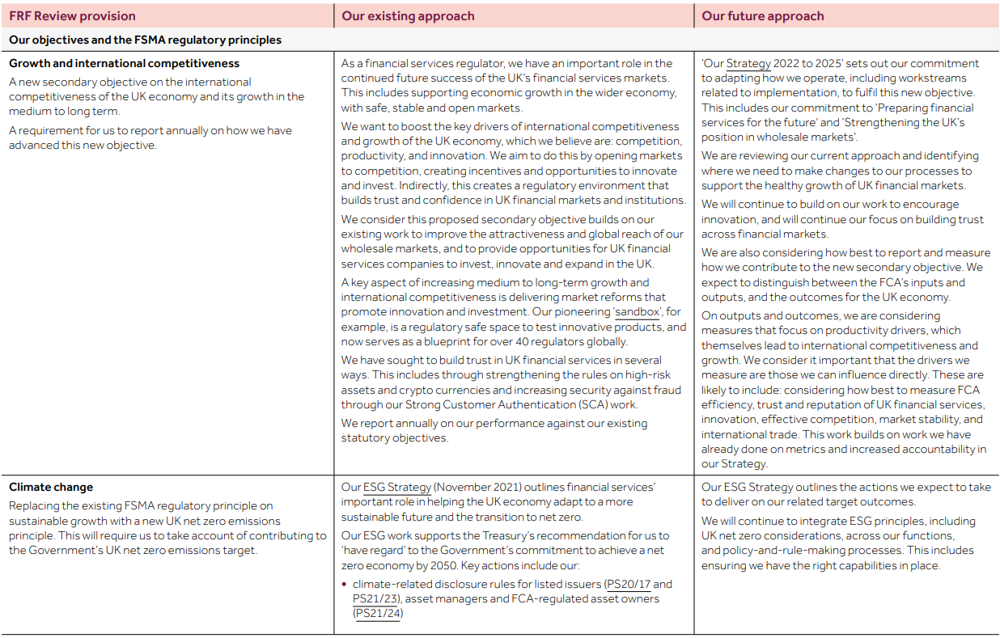 FRF Review provision
Our existing approach
Our future approach
Our objectives and the FSMA regulatory principles
Growth and international competitiveness
A new secondary objective on the international
competitiveness of the UK economy and its growth in the
medium to long term.
A requirement for us to report annually on how we have
advanced this new objective.
As a financial services regulator, we have an important role in the
continued future success of the UK's financial services markets.
This includes supporting economic growth in the wider economy,
with safe, stable and open markets.
We want to boost the key drivers of international competitiveness
and growth of the UK economy, which we believe are: competition,
productivity, and innovation. We aim to do this by opening markets
to competition, creating incentives and opportunities to innovate
and invest. Indirectly, this creates a regulatory environment that
builds trust and confidence in UK financial markets and institutions.
We consider this proposed secondary objective builds on our
existing work to improve the attractiveness and global reach of our
wholesale markets, and to provide opportunities for UK financial
services companies to invest, innovate and expand in the UK.
A key aspect of increasing medium to long-term growth and
international competitiveness is delivering market reforms that
promote innovation and investment. Our pioneering 'sandbox', for
example, is a regulatory safe space to test innovative products, and
now serves as a blueprint for over 40 regulators globally.
We have sought to build trust in UK financial services in several
ways. This includes through strengthening the rules on high-risk
assets and crypto currencies and increasing security against fraud
through our Strong Customer Authentication (SCA) work.
We report annually on our performance against our existing
statutory objectives.
'Our Strategy 2022 to 2025' sets out our commitment
to adapting how we operate, including workstreams
related to implementation, to fulfil this new objective.
This includes our commitment to 'Preparing financial
services for the future' and 'Strengthening the UK's
position in wholesale markets'.
We are reviewing our current approach and identifying
where we need to make changes to our processes to
support the healthy growth of UK financial markets.
We will continue to build on our work to encourage
innovation, and will continue our focus on building trust
across financial markets.
We are also considering how best to report and measure
how we contribute to the new secondary objective. We
expect to distinguish between the FCA's inputs and
outputs, and the outcomes for the UK economy.
On outputs and outcomes, we are considering
measures that focus on productivity drivers, which
themselves lead to international competitiveness and
growth. We consider it important that the drivers we
measure are those we can influence directly. These are
likely to include: considering how best to measure FCA
efficiency, trust and reputation of UK financial services,
innovation, effective competition, market stability, and
international trade. This work builds on work we have
already done on metrics and increased accountability in
our Strategy.
Climate change
Replacing the existing FSMA regulatory principle on
sustainable growth with a new UK net zero emissions
principle. This will require us to take account of contributing to
the Government's UK net zero emissions target.
Our ESG Strategy (November 2021) outlines financial services'
important role in helping the UK economy adapt to a more
sustainable future and the transition to net zero.
Our ESG work supports the Treasury's recommendation for us to
'have regard' to the Government's commitment to achieve a net
zero economy by 2050. Key actions include our:
• climate-related disclosure rules for listed issuers (PS20/17 and
PS21/23), asset managers and FCA-regulated asset owners
(PS21/24)
Our ESG Strategy outlines the actions we expect to take
to deliver on our related target outcomes.
We will continue to integrate ESG principles, including
UK net zero considerations, across our functions,
and policy-and-rule-making processes. This includes
ensuring we have the right capabilities in place.